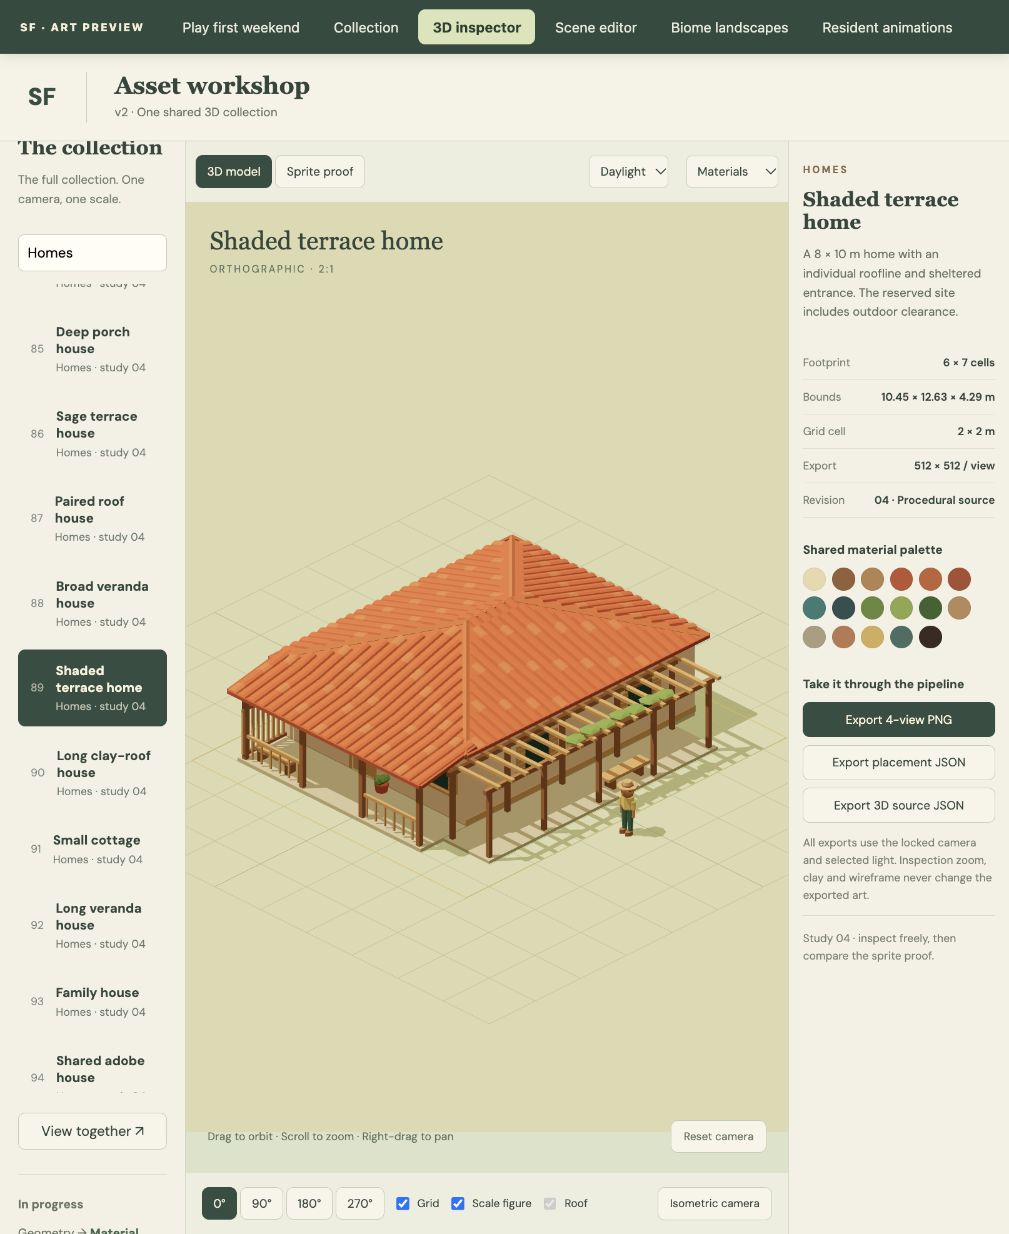 SF · ART PREVIEW
Play first weekend
Collection
3D inspector
Scene editor
Biome landscapes
Resident animations
SF
Asset workshop
v2 · One shared 3D collection
The collection
The full collection. One
camera, one scale.
Homes
Homes · study 04
85
Deep porch
house
Homes · study 04
86
Sage terrace
house
Homes · study 04
87
Paired roof
house
Homes · study 04
88
Broad veranda
house
Homes · study 04
89
Shaded
terrace home
Homes · study 04
90
Long clay-roof
house
Homes · study 04
91
Small cottage
Homes · study 04
92
Long veranda
house
Homes · study 04
93
Family house
Homes · study 04
94
Shared adobe
house
View together ↗
In progress
Geometry → Material
3D model
Sprite proof
Daylight
Materials
Shaded terrace home
ORTHOGRAPHIC · 2:1
Drag to orbit · Scroll to zoom · Right-drag to pan
Reset camera
0°
90°
180°
270°
Grid
Scale figure
Roof
Isometric camera
HOMES
Shaded terrace
home
A 8 × 10 m home with an
individual roofline and sheltered
entrance. The reserved site
includes outdoor clearance.
Footprint
6 × 7 cells
Bounds
10.45 × 12.63 × 4.29 m
Grid cell
2 × 2 m
Export
512 × 512 / view
Revision
04 · Procedural source
Shared material palette
Take it through the pipeline
Export 4-view PNG
Export placement JSON
Export 3D source JSON
All exports use the locked camera
and selected light. Inspection zoom,
clay and wireframe never change the
exported art.
Study 04 · inspect freely, then
compare the sprite proof.